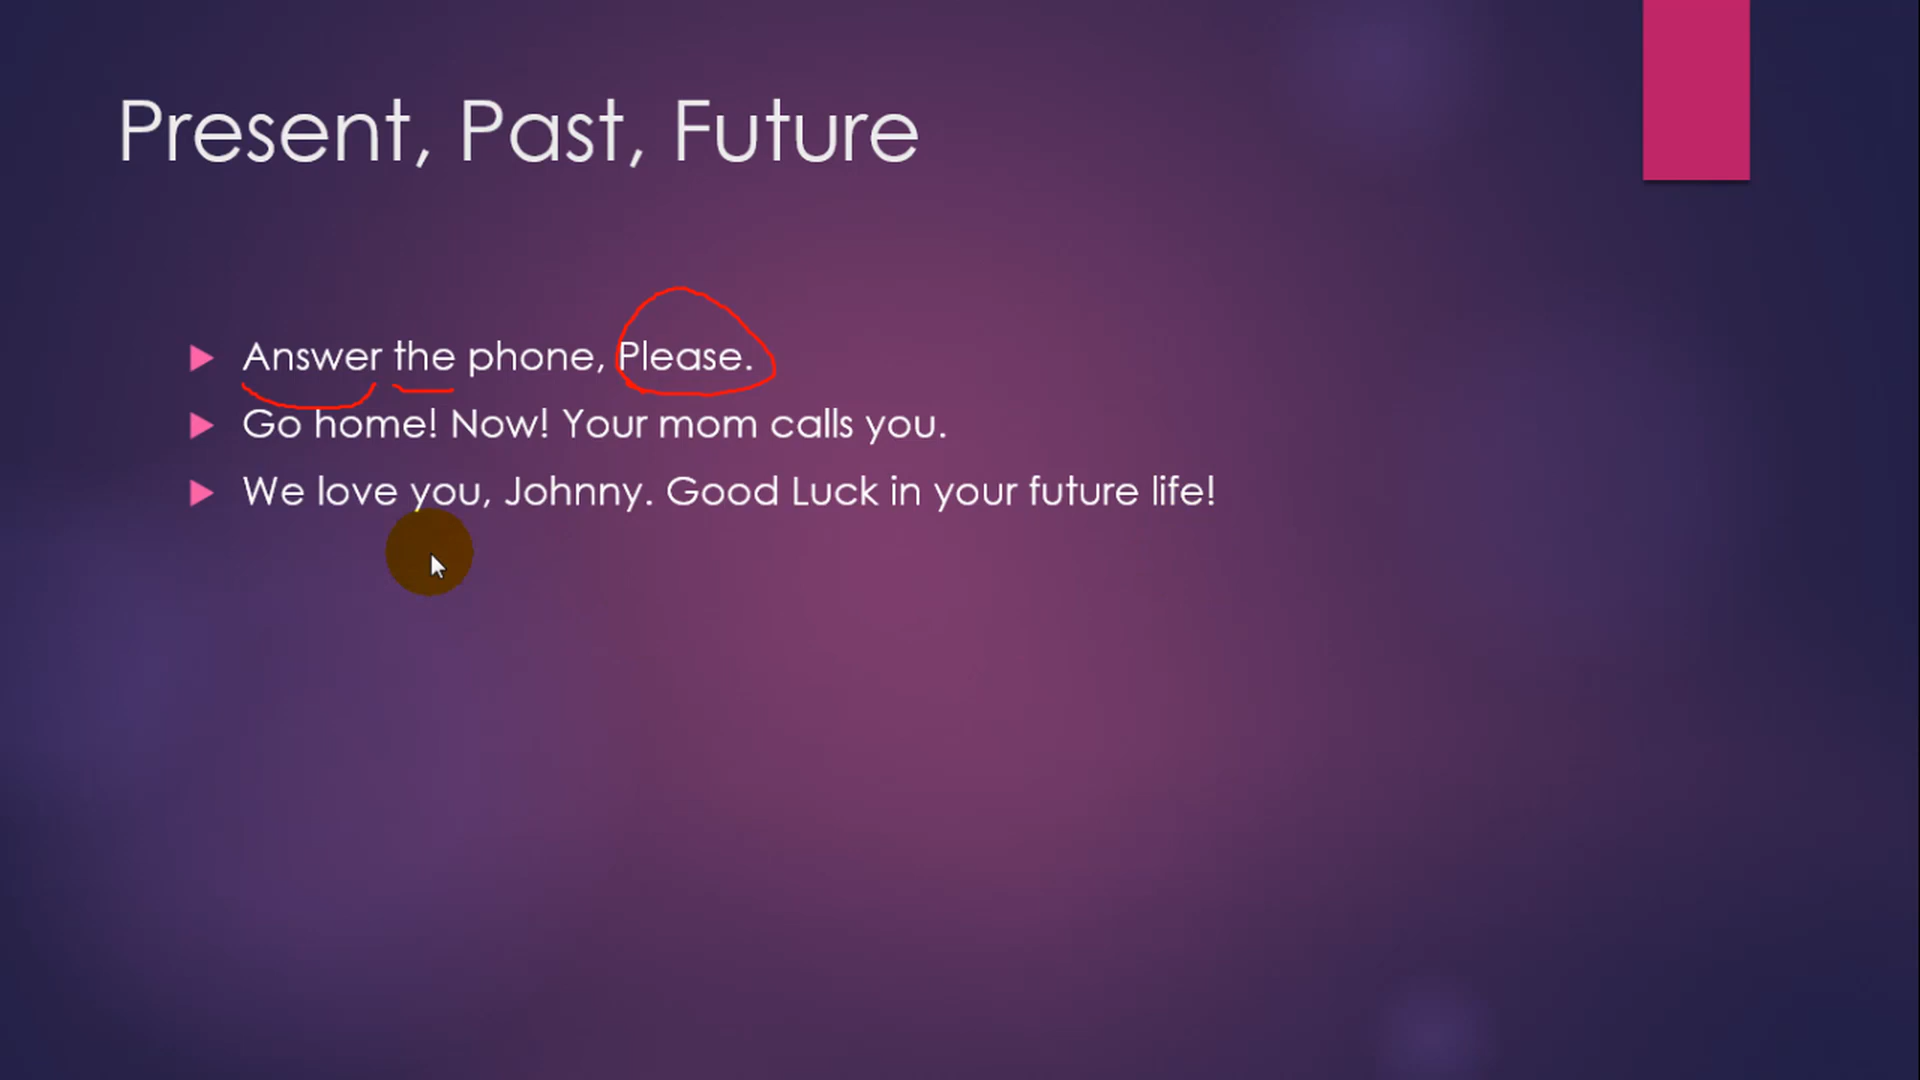 Present, Past, Future
Answer the phone, Please.
Go home! Now! Your mom calls you.
We love you, Johnny. Good Luck in your future life!